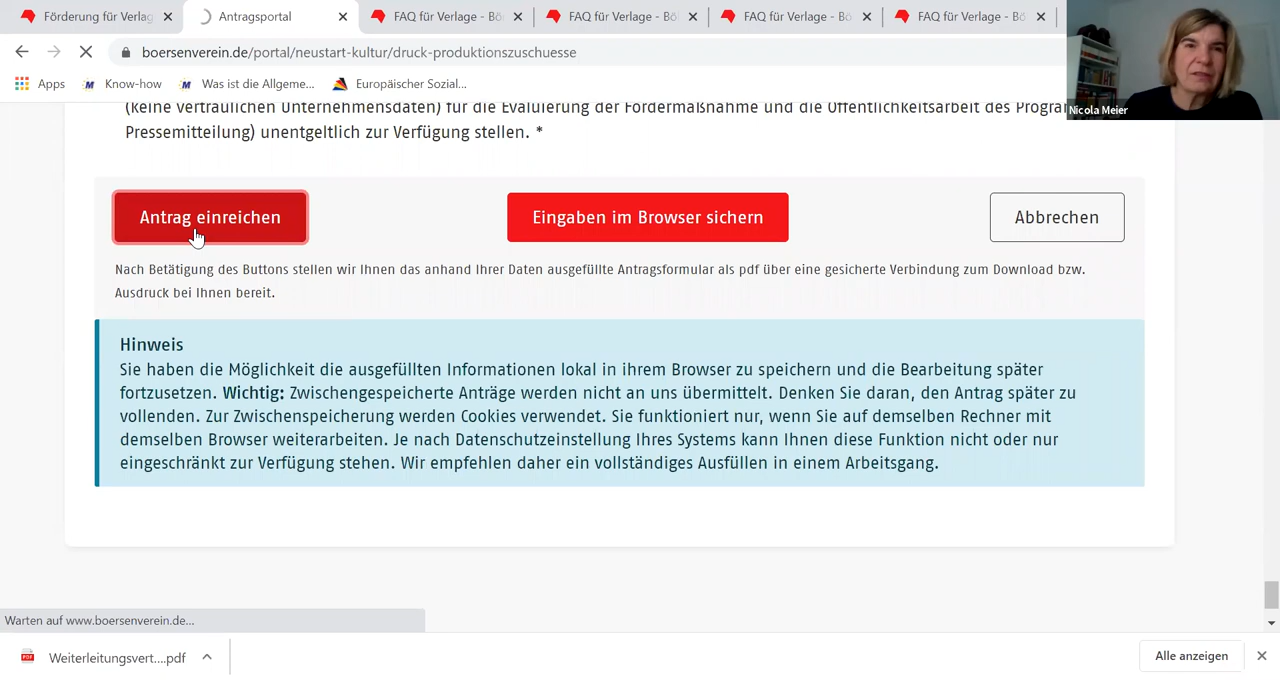 Förderung für Verlag
Antragsportal
FAQ für Verlage - Bö
FAQ für Verlage - Bö
FAQ für Verlage - Bö
FAQ für Verlage - Bö
boersenverein.de/portal/neustart-kultur/druck-produktionszuschuesse
Apps
Know-how
Was ist die Allgeme...
Europäischer Sozial...
Nicola Meier
(keine vertraulichen Unternehmensdaten) für die Evaluierung der Fördermaßnahme und die Öffentlichkeitsarbeit des Progra
Pressemitteilung) unentgeltlich zur Verfügung stellen. *
Antrag einreichen
Eingaben im Browser sichern
Abbrechen
Nach Betätigung des Buttons stellen wir Ihnen das anhand Ihrer Daten ausgefüllte Antragsformular als pdf über eine gesicherte Verbindung zum Download bzw.
Ausdruck bei Ihnen bereit.
Hinweis
Sie haben die Möglichkeit die ausgefüllten Informationen lokal in ihrem Browser zu speichern und die Bearbeitung später
fortzusetzen. Wichtig: Zwischengespeicherte Anträge werden nicht an uns übermittelt. Denken Sie daran, den Antrag später zu
vollenden. Zur Zwischenspeicherung werden Cookies verwendet. Sie funktioniert nur, wenn Sie auf demselben Rechner mit
demselben Browser weiterarbeiten. Je nach Datenschutzeinstellung Ihres Systems kann Ihnen diese Funktion nicht oder nur
eingeschränkt zur Verfügung stehen. Wir empfehlen daher ein vollständiges Ausfüllen in einem Arbeitsgang.
Warten auf www.boersenverein.de...
PDF
Weiterleitungsvert....pdf
Alle anzeigen